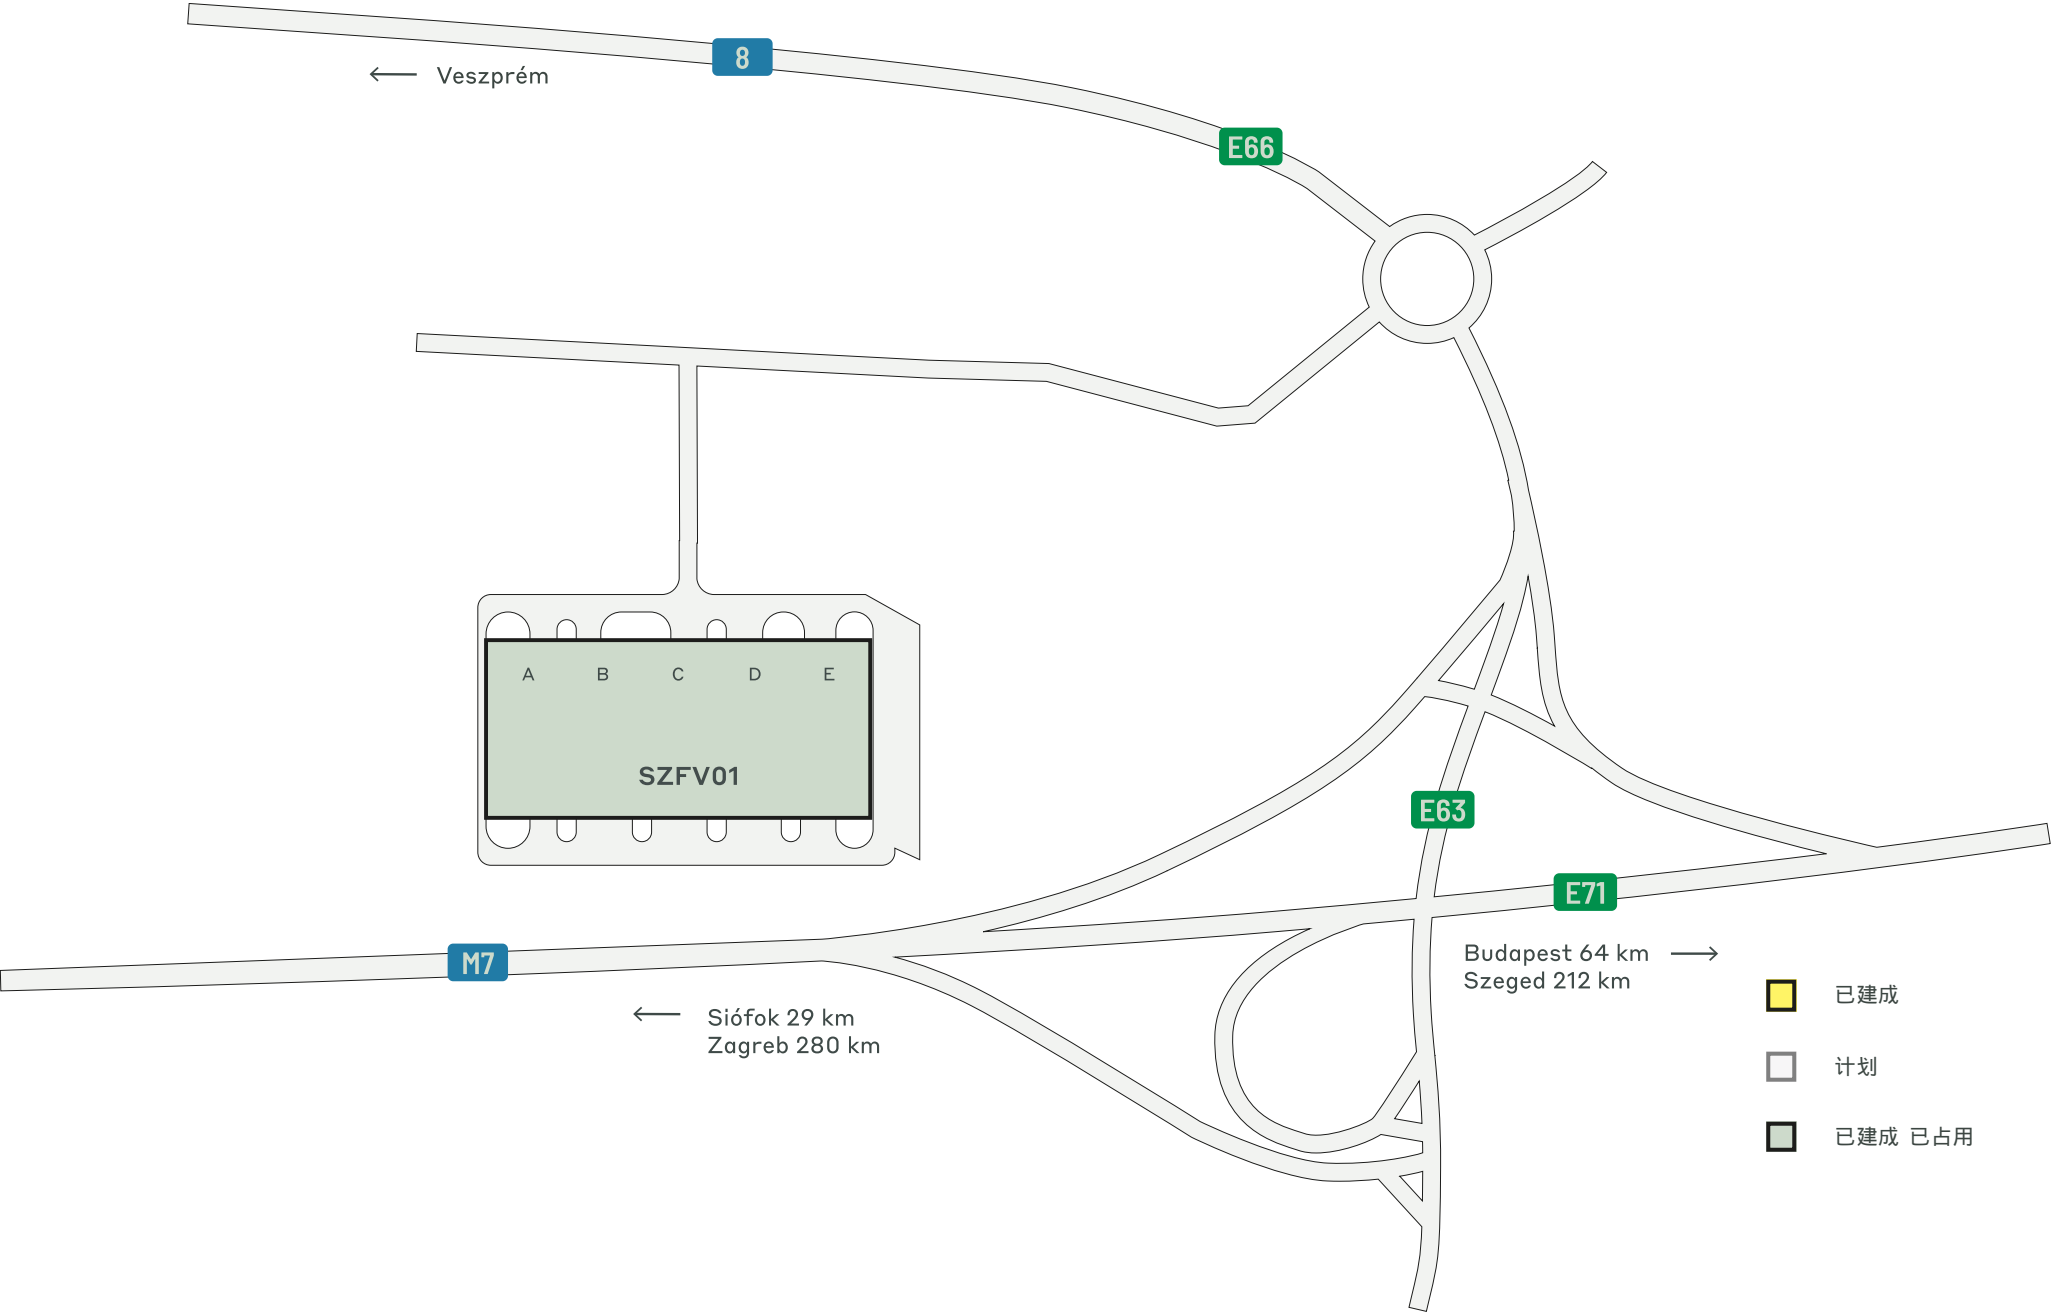 8
Veszprém
E66
A B C D E
SZFV01
E63
E71
M7
Budapest 64 km
Szeged 212 km
Siófok 29 km
Zagreb 280 km
已建成
计划
已建成 已占用